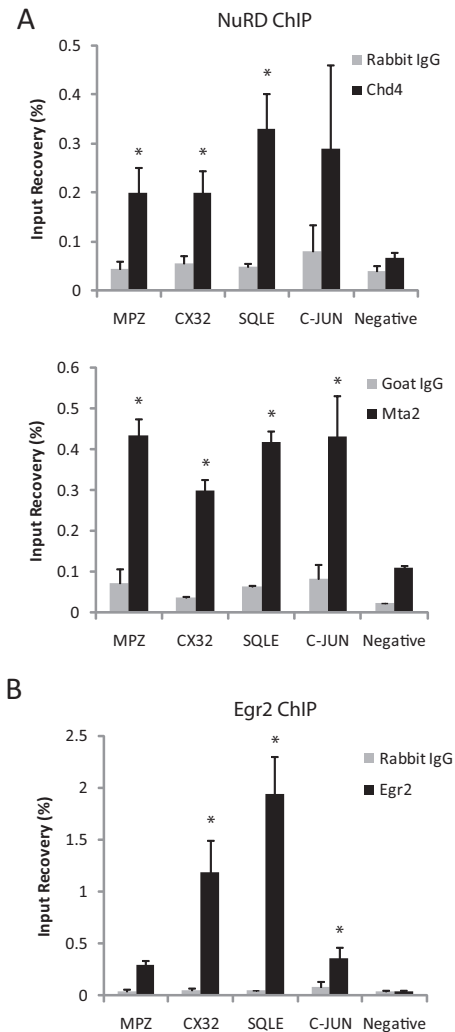 A
NuRD ChIP
0.5
0.4
0.3
0.2
0.1
0
Input Recovery (%)
Rabbit IgG
Chd4
*
*
*
MPZ CX32 SQLE C-JUN Negative
0.6
0.5
0.4
0.3
0.2
0.1
0
Input Recovery (%)
Goat IgG
Mta2
*
*
*
*
MPZ CX32 SQLE C-JUN Negative
B
Egr2 ChIP
2.5
2
1.5
1
0.5
0
Input Recovery (%)
Rabbit IgG
Egr2
*
*
*
MPZ CX32 SQLE C-JUN Negative